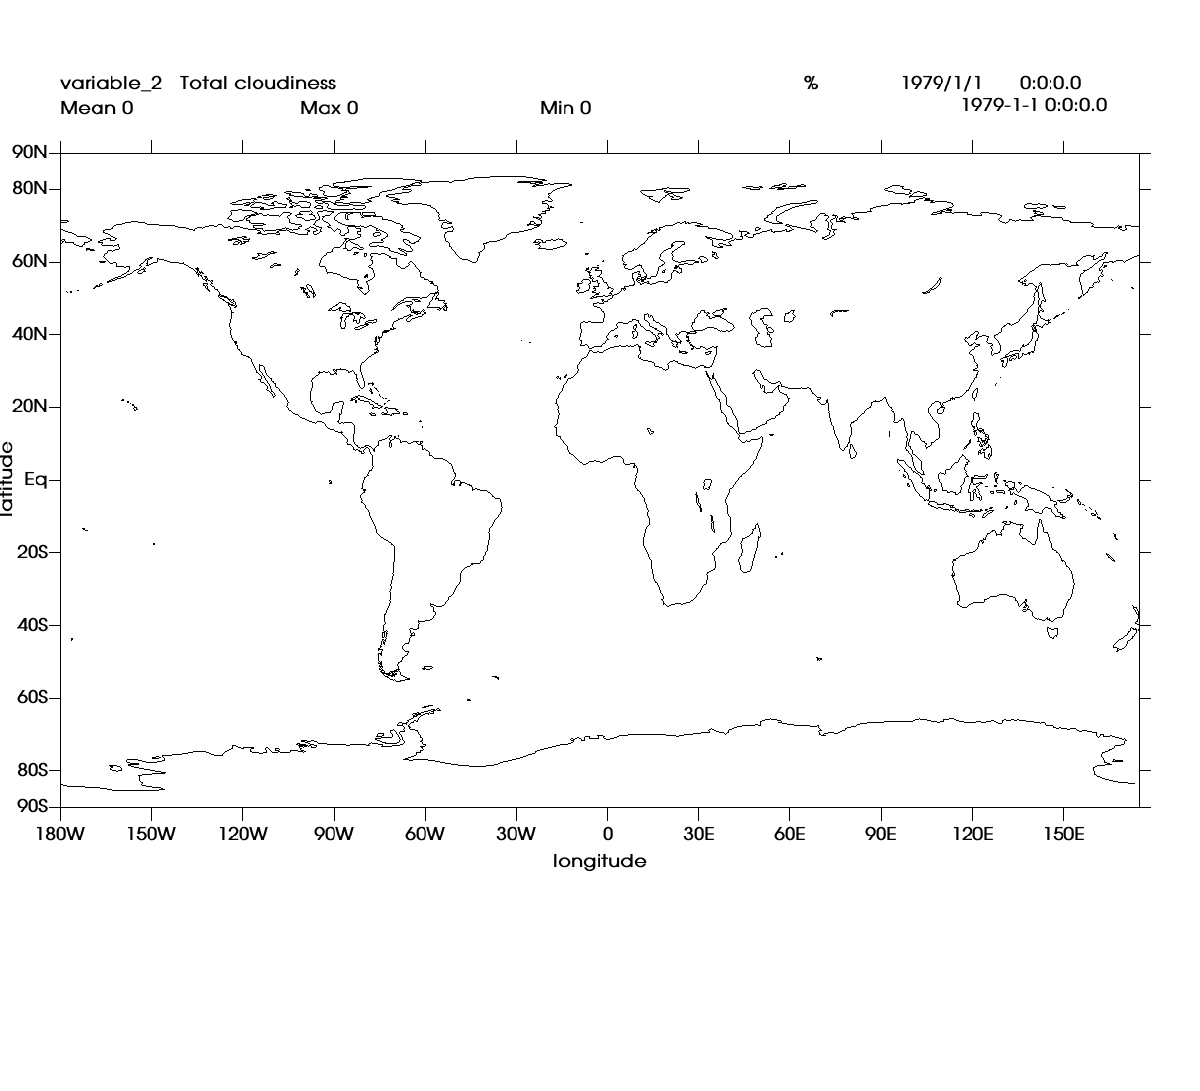 variable_2 Total cloudiness % 1979/1/1 0:0:0.0
Mean 0 Max 0 Min 0 1979-1-1 0:0:0.0
90N
80N
60N
40N
20N
Eq
20S
40S
60S
80S
90S
latitude
180W 150W 120W 90W 60W 30W 0 30E 60E 90E 120E 150E
longitude